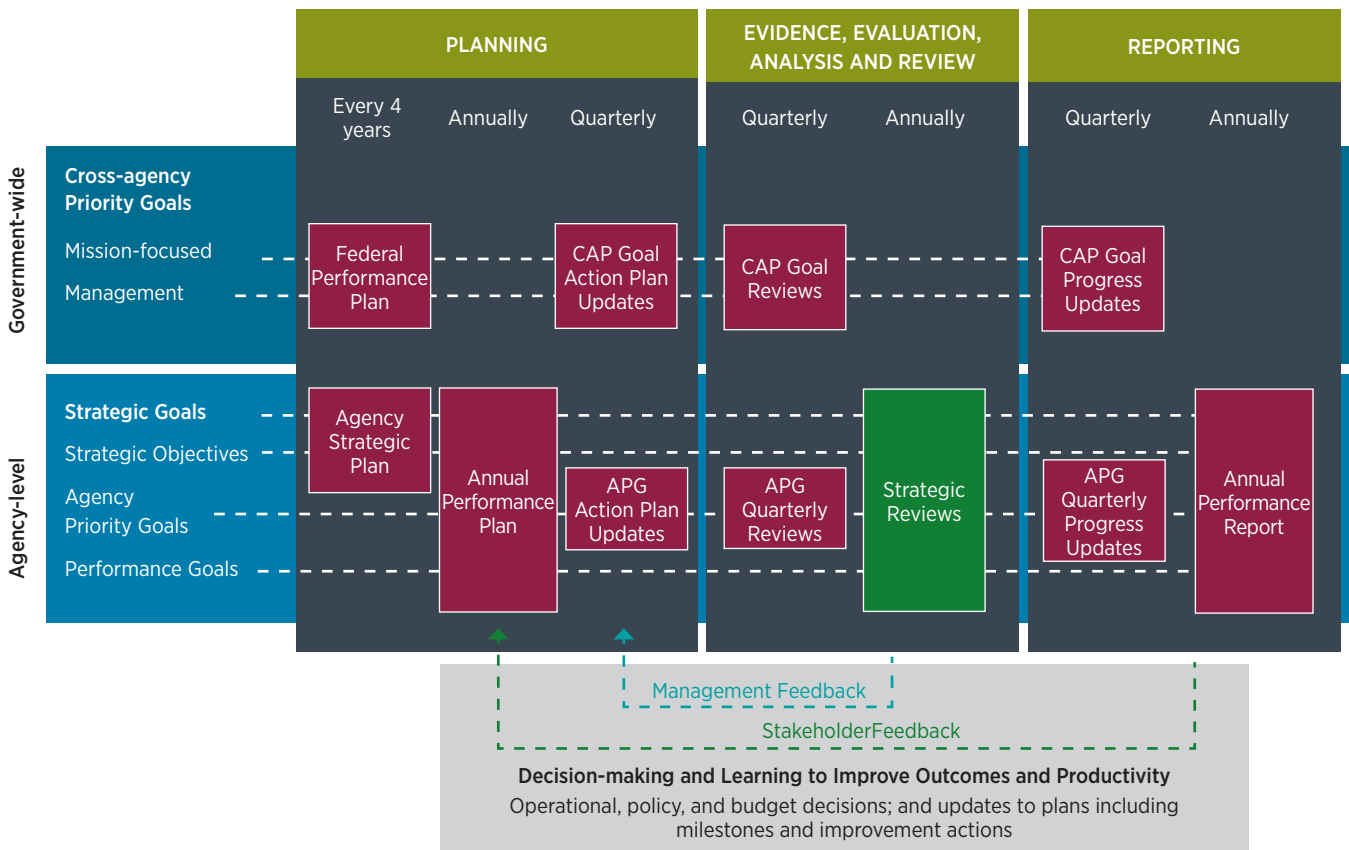 PLANNING
EVIDENCE, EVALUATION,
ANALYSIS AND REVIEW
REPORTING
Every 4
years
Annually
Quarterly
Quarterly
Annually
Quarterly
Annually
Government-wide
Cross-agency
Priority Goals
Mission-focused
Management
Federal
Performance
Plan
CAP Goal
Action Plan
Updates
CAP Goal
Reviews
CAP Goal
Progress
Updates
Agency-level
Strategic Goals
Strategic Objectives
Agency
Priority Goals
Performance Goals
Agency
Strategic
Plan
Annual
Performance
Plan
APG
Action Plan
Updates
APG
Quarterly
Reviews
Strategic
Reviews
APG
Quarterly
Progress
Updates
Annual
Performance
Report
Management Feedback
StakeholderFeedback
Decision-making and Learning to Improve Outcomes and Productivity
Operational, policy, and budget decisions; and updates to plans including
milestones and improvement actions